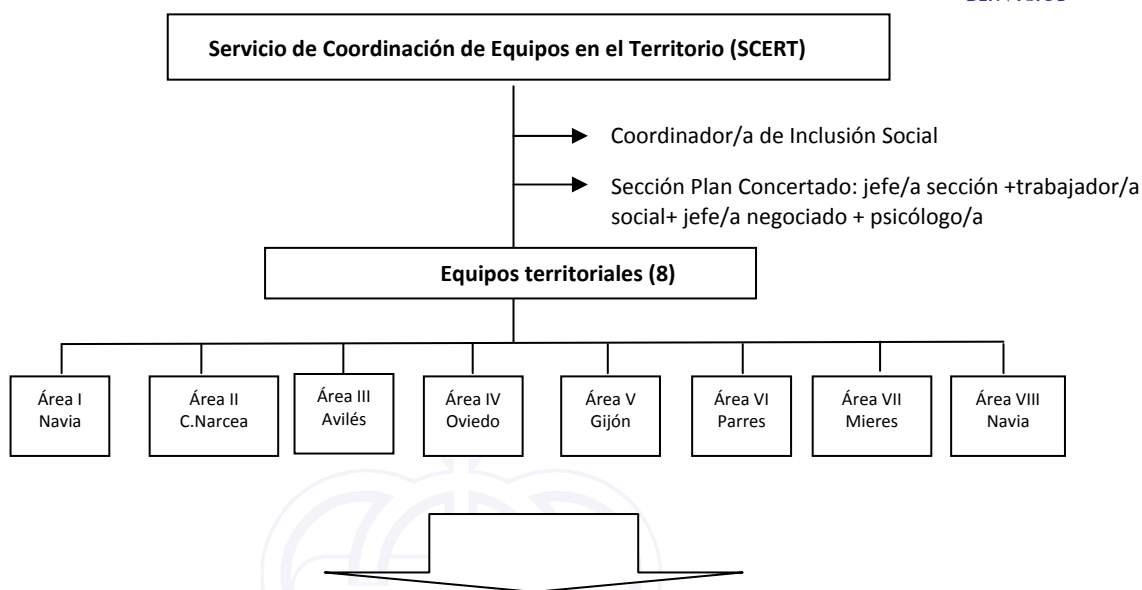 Servicio de Coordinación de Equipos en el Territorio (SCERT)
Coordinador/a de Inclusión Social
Sección Plan Concertado: jefe/a sección +trabajador/a
social+ jefe/a negociado + psicólogo/a
Equipos territoriales (8)
Área I
Navia
Área II
C.Narcea
Área III
Avilés
Área IV
Oviedo
Área V
Gijón
Área VI
Parres
Área VII
Mieres
Área VIII
Navia